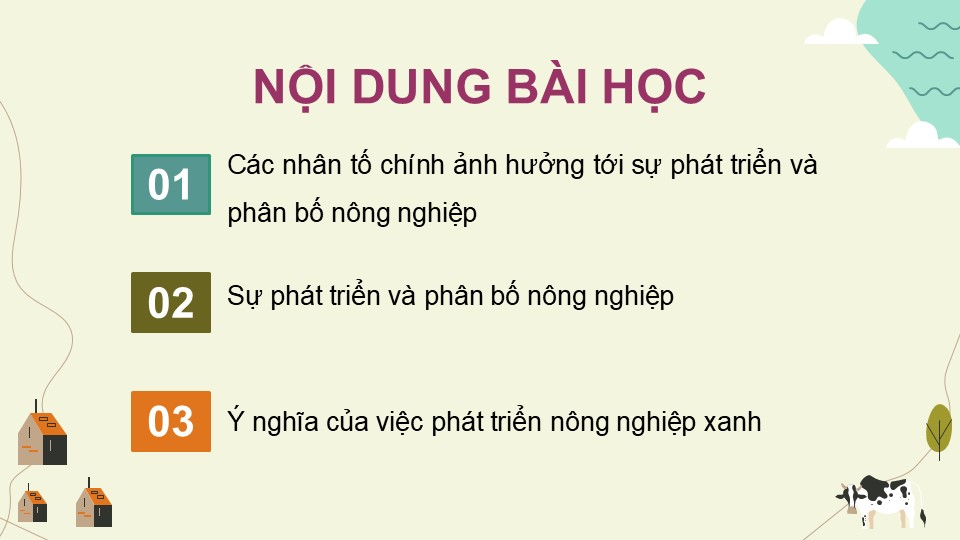 NỘI DUNG BÀI HỌC
01
Các nhân tố chính ảnh hưởng tới sự phát triển và
phân bố nông nghiệp
02
Sự phát triển và phân bố nông nghiệp
03
Ý nghĩa của việc phát triển nông nghiệp xanh